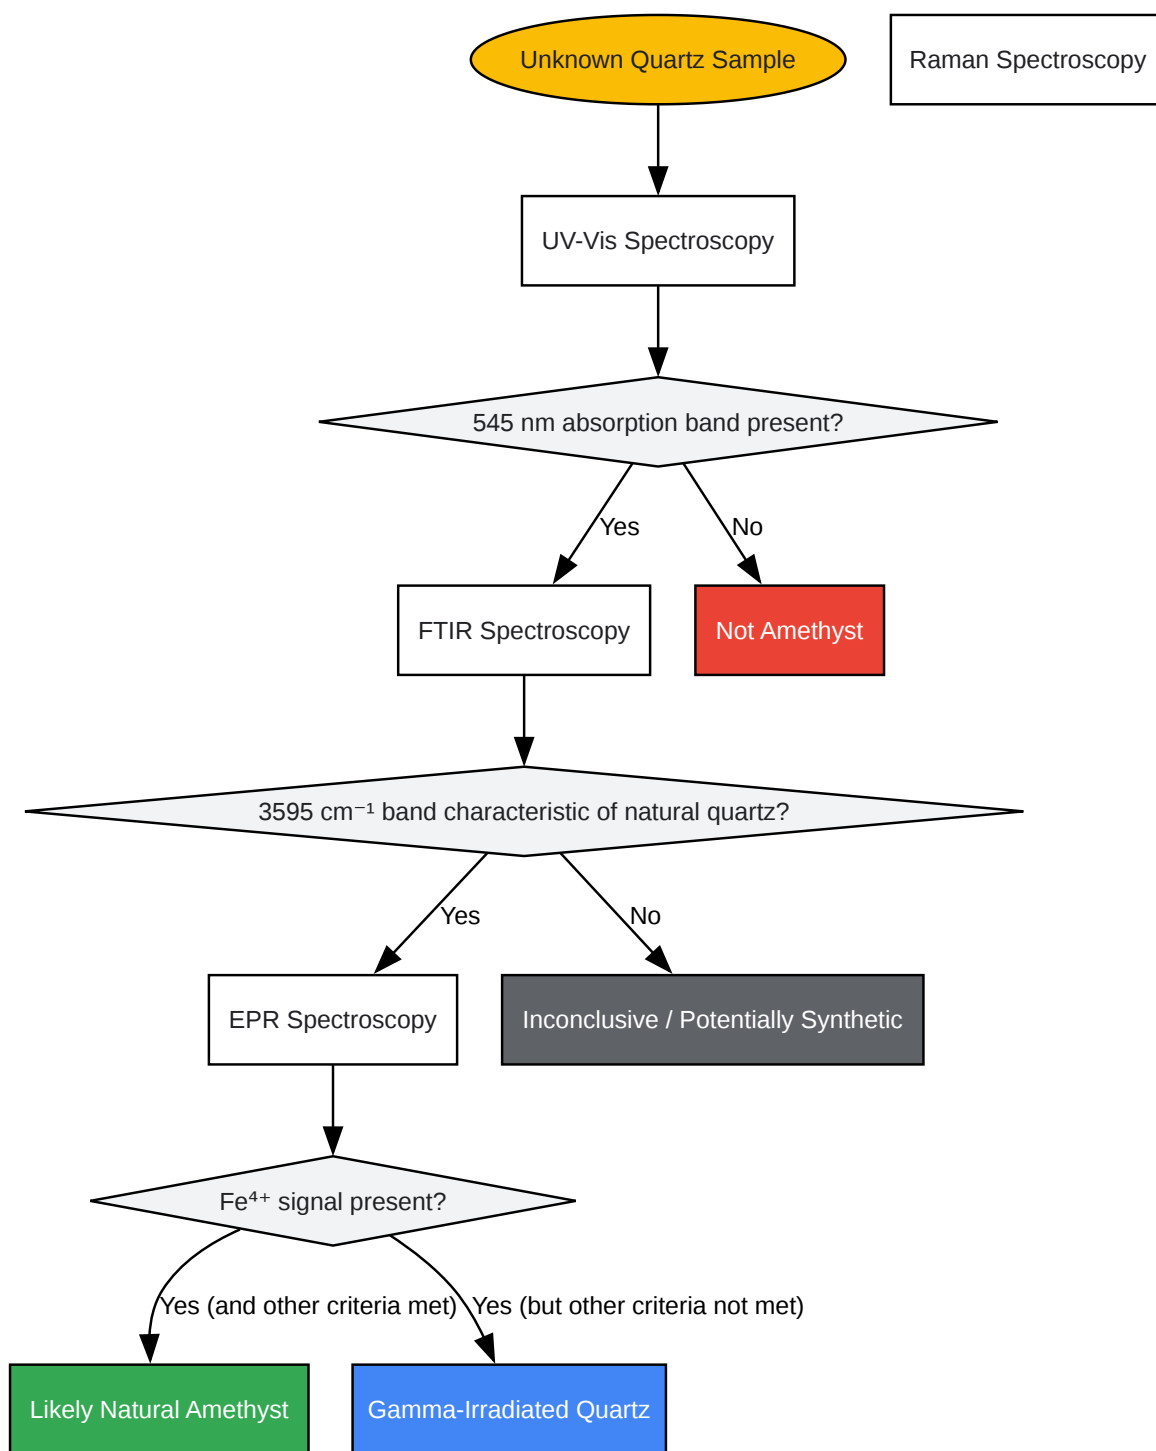 Unknown Quartz Sample
Raman Spectroscopy
UV-Vis Spectroscopy
545 nm absorption band present?
Yes
No
FTIR Spectroscopy
Not Amethyst
3595 cm⁻¹ band characteristic of natural quartz?
Yes
No
EPR Spectroscopy
Inconclusive / Potentially Synthetic
Fe⁴⁺ signal present?
Yes (and other criteria met)
Yes (but other criteria not met)
Likely Natural Amethyst
Gamma-Irradiated Quartz